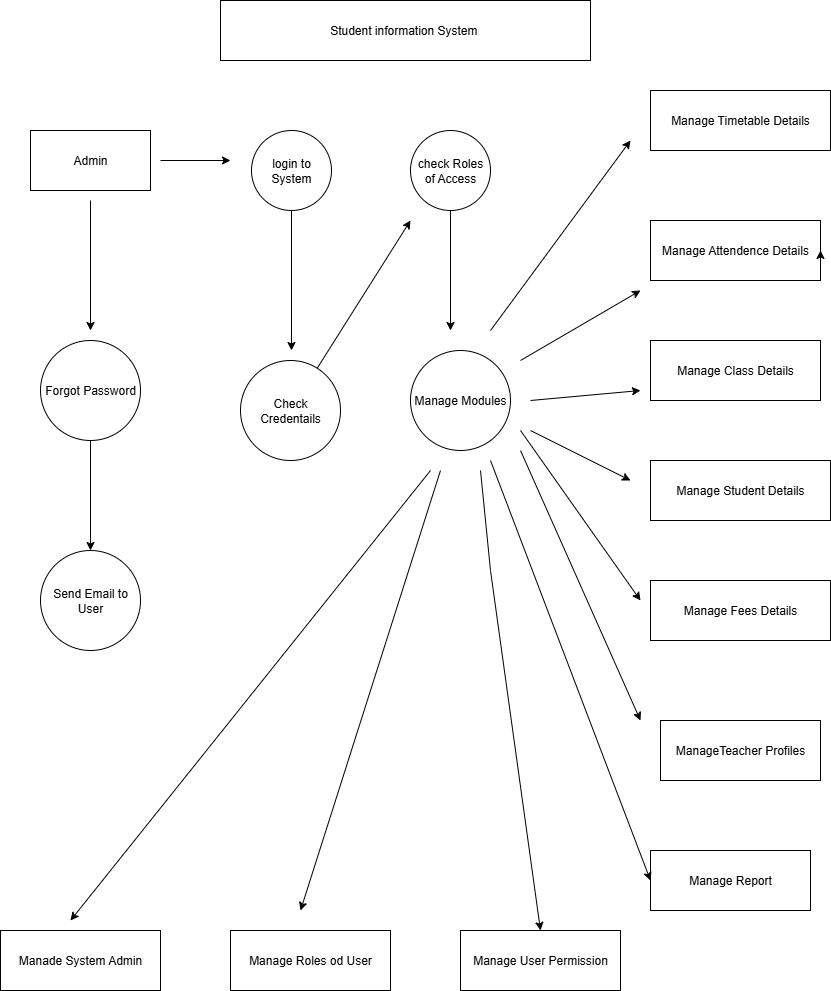 Student information System
Manage Timetable Details
Admin
login to
System
check Roles
of Access
Manage Attendence Details
Manage Class Details
Forgot Password
Check
Credentails
Manage Modules
Manage Student Details
Send Email to
User
Manage Fees Details
ManageTeacher Profiles
Manage Report
Manade System Admin
Manage Roles od User
Manage User Permission